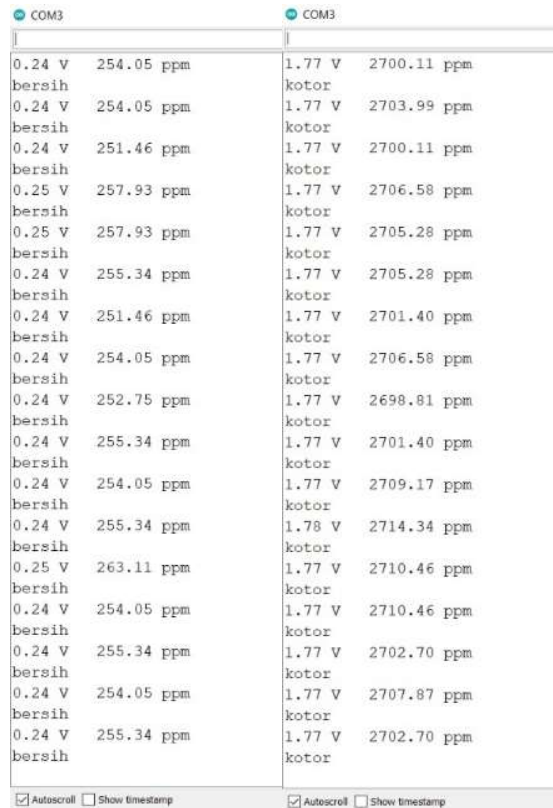 COM3
0.24 V 254.05 ppm
bersih
0.24 V 254.05 ppm
bersih
0.24 V 251.46 ppm
bersih
0.25 V 257.93 ppm
bersih
0.25 V 257.93 ppm
bersih
0.24 V 255.34 ppm
bersih
0.24 V 251.46 ppm
bersih
0.24 V 254.05 ppm
bersih
0.24 V 252.75 ppm
bersih
0.24 V 255.34 ppm
bersih
0.24 V 254.05 ppm
bersih
0.24 V 255.34 ppm
bersih
0.25 V 263.11 ppm
bersih
0.24 V 254.05 ppm
bersih
0.24 V 255.34 ppm
bersih
0.24 V 254.05 ppm
bersih
0.24 V 255.34 ppm
bersih
Autoscroll Show timestamp
COM3
1.77 V 2700.11 ppm
kotor
1.77 V 2703.99 ppm
kotor
1.77 V 2700.11 ppm
kotor
1.77 V 2706.58 ppm
kotor
1.77 V 2705.28 ppm
kotor
1.77 V 2705.28 ppm
kotor
1.77 V 2701.40 ppm
kotor
1.77 V 2706.58 ppm
kotor
1.77 V 2698.81 ppm
kotor
1.77 V 2701.40 ppm
kotor
1.77 V 2709.17 ppm
kotor
1.78 V 2714.34 ppm
kotor
1.77 V 2710.46 ppm
kotor
1.77 V 2710.46 ppm
kotor
1.77 V 2702.70 ppm
kotor
1.77 V 2707.87 ppm
kotor
1.77 V 2702.70 ppm
kotor
Autoscroll Show timestamp